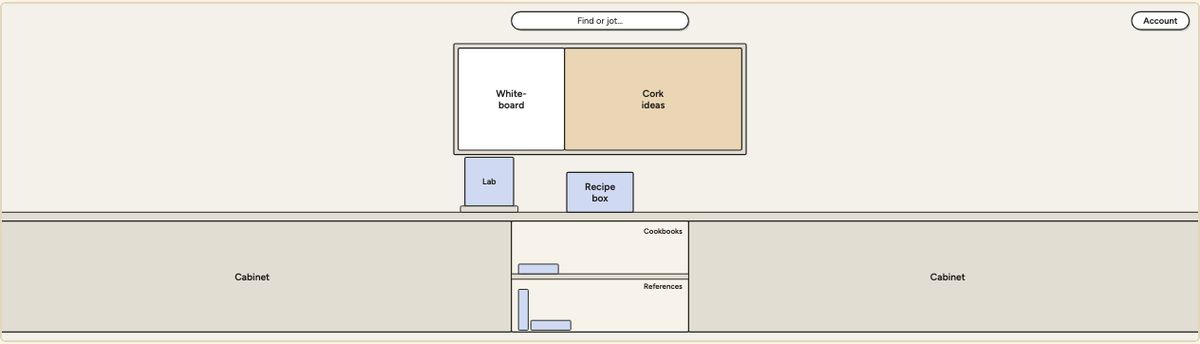 Find or jot...
Account
White-
board
Cork
ideas
Lab
Recipe
box
Cookbooks
Cabinet
Cabinet
References